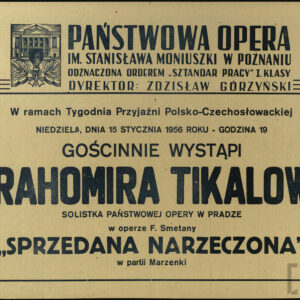 PAŃSTWOWA OPERA
IM. STANISŁAWA MONIUSZKI W POZNANIU
ODZNACZONA ORDEREM „SZTANDAR PRACY" I. KLASY
DYREKTOR: ZDZISŁAW GÓRZYŃSKI
W ramach Tygodnia Przyjaźni Polsko-Czechosłowackiej
NIEDZIELA, DNIA 15 STYCZNIA 1956 ROKU - GODZINA 19
GOŚCINNIE WYSTĄPI
RAHOMIRA TIKALOW
SOLISTKA PAŃSTWOWEJ OPERY W PRADZE
w operze F. Smetany
„SPRZEDANA NARZECZONA"
w partii Marzenki